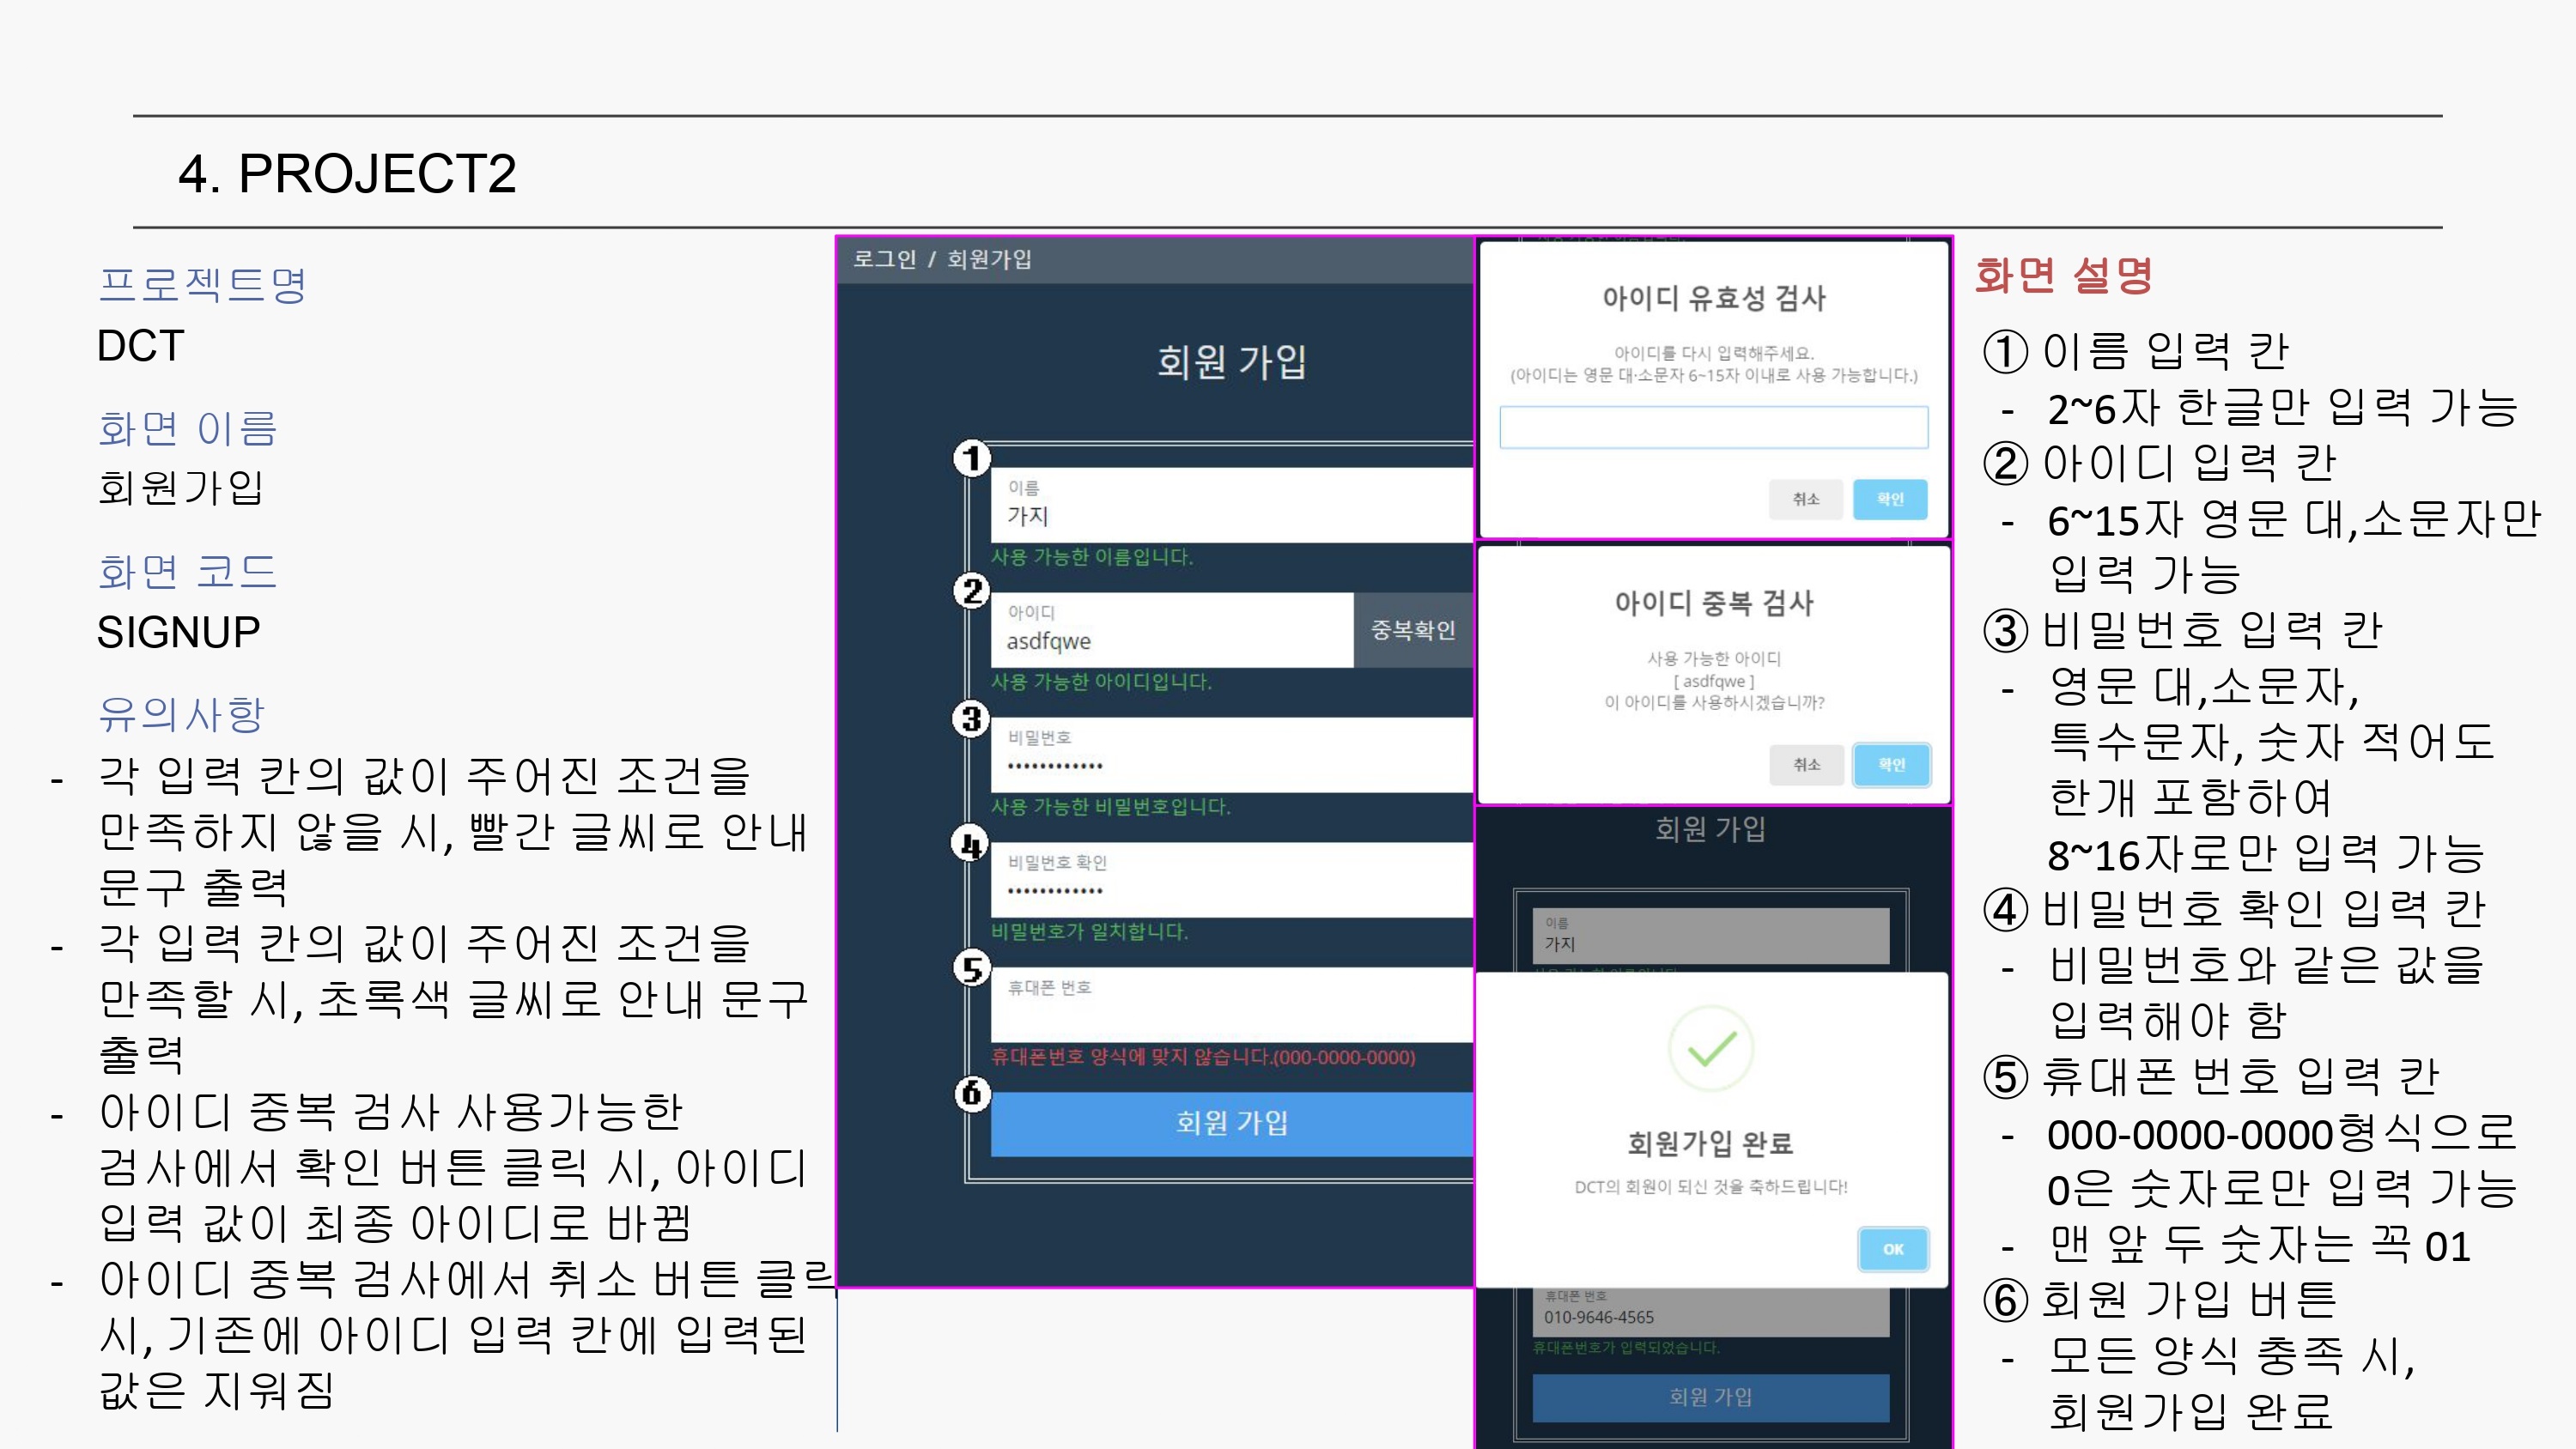 4. PROJECT2
프로젝트명
DCT
화면 이름
회원가입
화면 코드
SIGNUP
유의사항
- 각 입력 칸의 값이 주어진 조건을
만족하지 않을 시, 빨간 글씨로 안내
문구 출력
- 각 입력 칸의 값이 주어진 조건을
만족할 시, 초록색 글씨로 안내 문구
출력
- 아이디 중복 검사 사용가능한
검사에서 확인 버튼 클릭 시, 아이디
입력 값이 최종 아이디로 바뀜
- 아이디 중복 검사에서 취소 버튼 클릭
시, 기존에 아이디 입력 칸에 입력된
값은 지워짐
로그인 / 회원가입
회원 가입
1
이름
가지
사용 가능한 이름입니다.
2
아이디
asdfqwe
중복확인
사용 가능한 아이디입니다.
3
비밀번호
••••••••••••
사용 가능한 비밀번호입니다.
4
비밀번호 확인
••••••••••••
비밀번호가 일치합니다.
5
휴대폰 번호
휴대폰번호 양식에 맞지 않습니다.(000-0000-0000)
6
회원 가입
아이디 유효성 검사
아이디를 다시 입력해주세요.
(아이디는 영문 대·소문자 6~15자 이내로 사용 가능합니다.)
취소 확인
아이디 중복 검사
사용 가능한 아이디
[ asdfqwe ]
이 아이디를 사용하시겠습니까?
취소 확인
회원 가입
이름
가지
회원가입 완료
DCT의 회원이 되신 것을 축하드립니다!
OK
휴대폰 번호
010-9646-4565
휴대폰번호가 입력되었습니다.
회원 가입
화면 설명
① 이름 입력 칸
- 2~6자 한글만 입력 가능
② 아이디 입력 칸
- 6~15자 영문 대,소문자만
입력 가능
③ 비밀번호 입력 칸
- 영문 대,소문자,
특수문자, 숫자 적어도
한개 포함하여
8~16자로만 입력 가능
④ 비밀번호 확인 입력 칸
- 비밀번호와 같은 값을
입력해야 함
⑤ 휴대폰 번호 입력 칸
- 000-0000-0000형식으로
0은 숫자로만 입력 가능
- 맨 앞 두 숫자는 꼭 01
⑥ 회원 가입 버튼
- 모든 양식 충족 시,
회원가입 완료